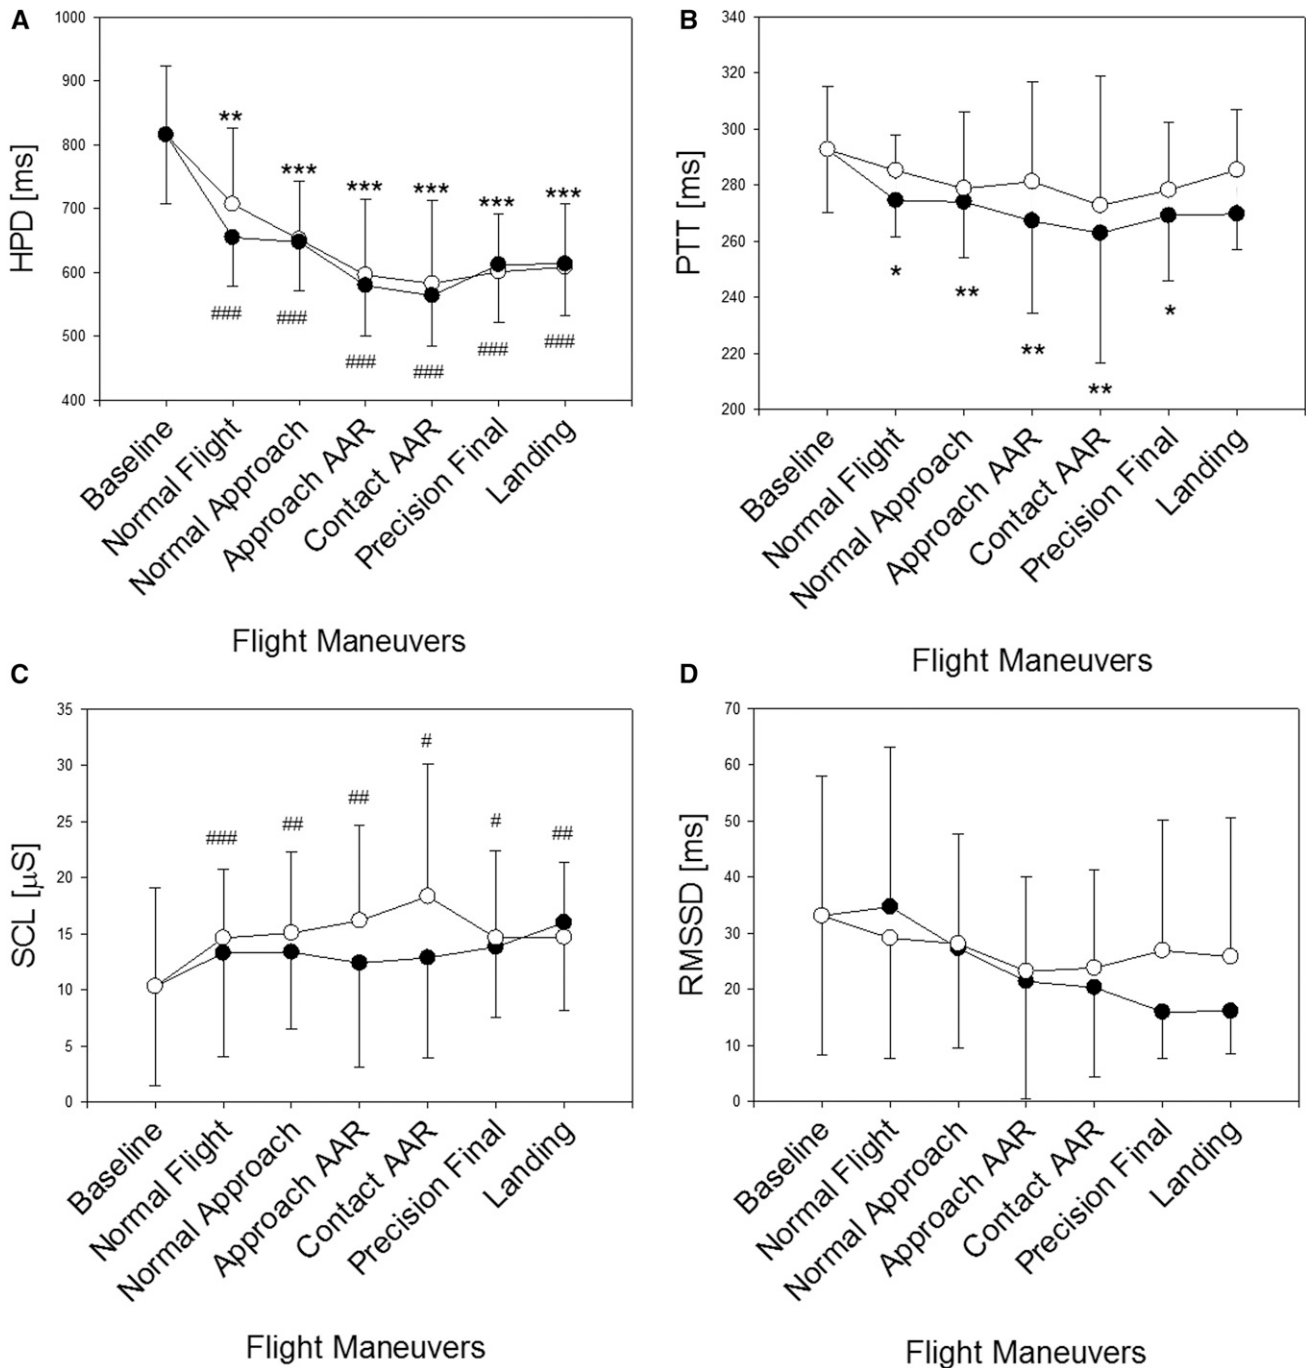 A
HPD [ms]
1000
900
800
700
600
500
400
**
***
***
***
***
***
###
###
###
###
###
###
Baseline
Normal Flight
Normal Approach
Approach AAR
Contact AAR
Precision Final
Landing
Flight Maneuvers
B
PTT [ms]
340
320
300
280
260
240
220
200
*
**
**
**
*
Baseline
Normal Flight
Normal Approach
Approach AAR
Contact AAR
Precision Final
Landing
Flight Maneuvers
C
SCL [µS]
35
30
25
20
15
10
5
0
###
##
##
#
#
##
Baseline
Normal Flight
Normal Approach
Approach AAR
Contact AAR
Precision Final
Landing
Flight Maneuvers
D
RMSSD [ms]
70
60
50
40
30
20
10
0
Baseline
Normal Flight
Normal Approach
Approach AAR
Contact AAR
Precision Final
Landing
Flight Maneuvers